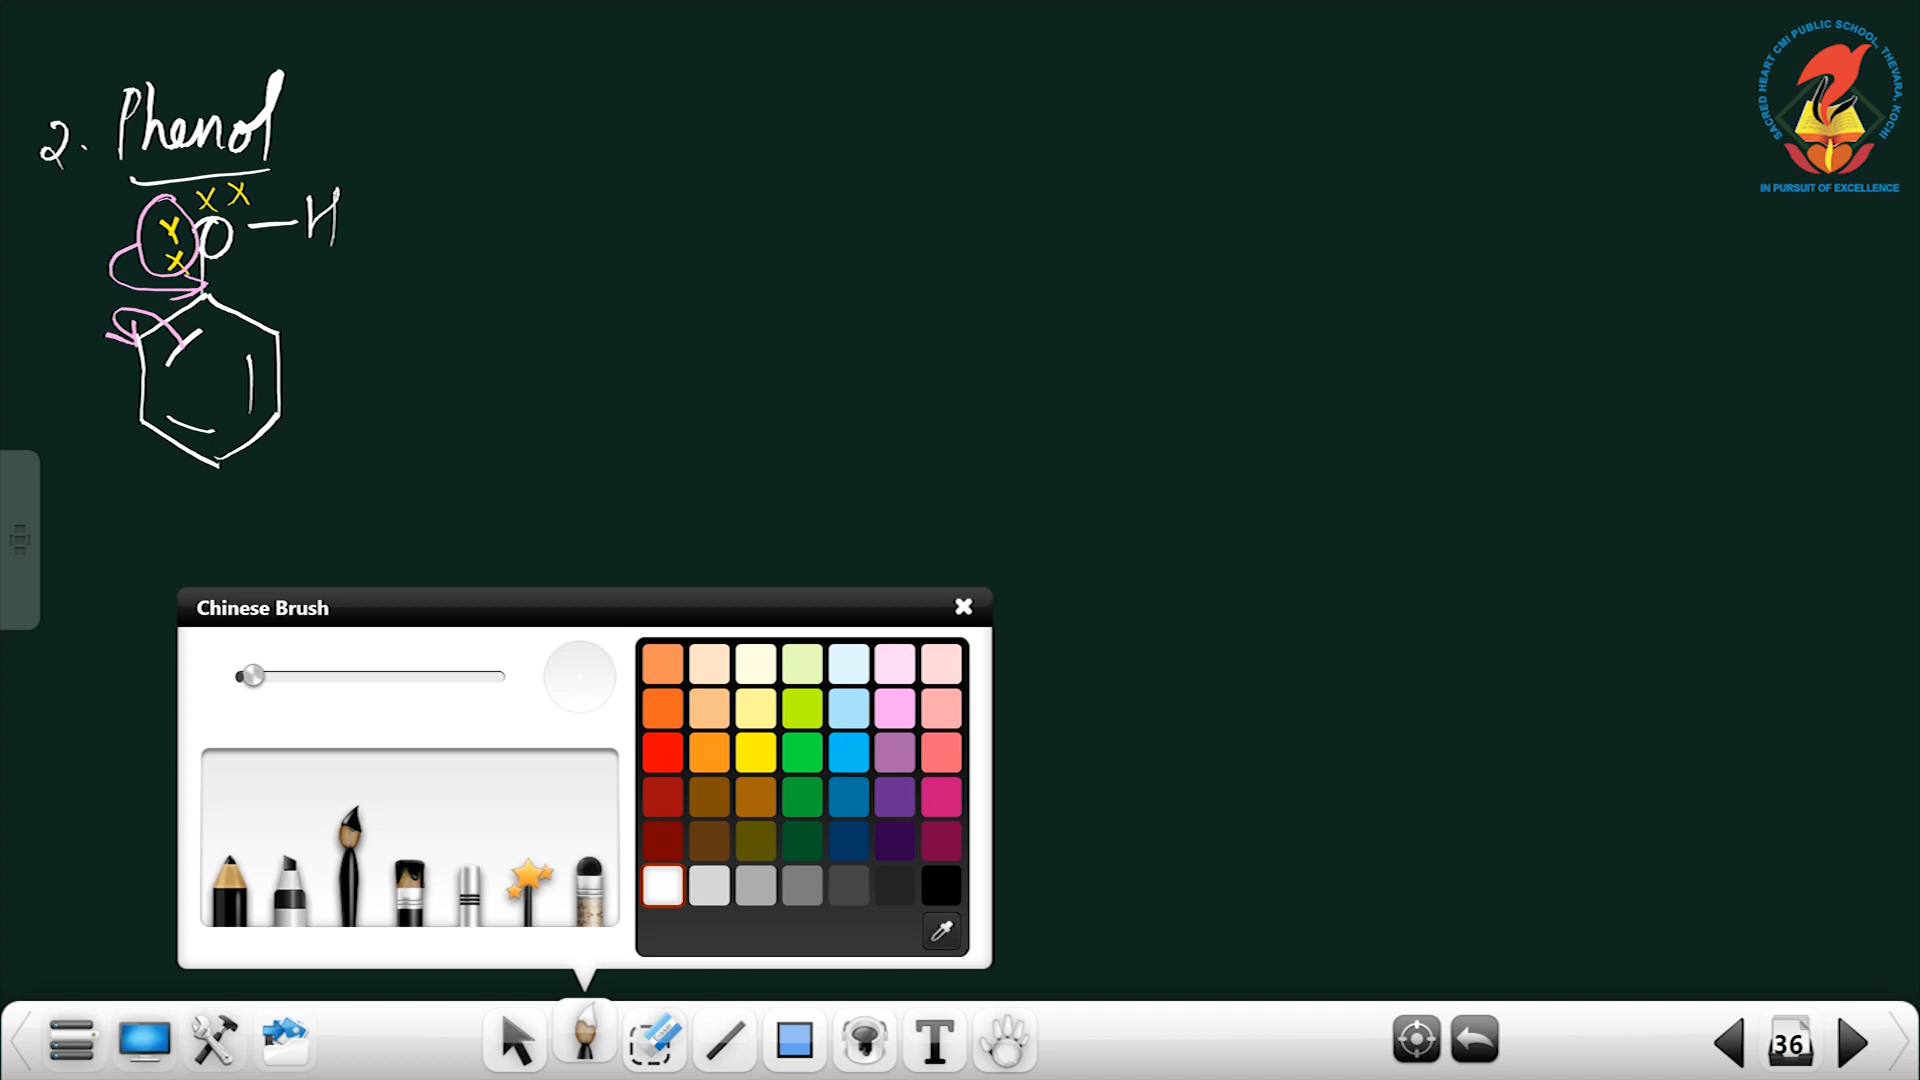 2. Phenol
x x
x O — H
x
SACRED HEART CMI PUBLIC SCHOOL, THEVARA, KOCHI
IN PURSUIT OF EXCELLENCE
Chinese Brush
T
36